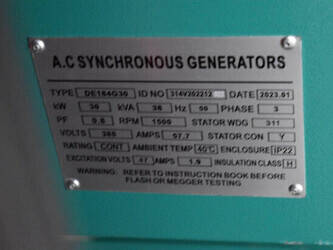 A.C SYNCHRONOUS GENERATORS
TYPE DE184G30 ID NO 314V202212 DATE 2023.01
kW 30 kVA 38 Hz 50 PHASE 3
PF 0.8 RPM 1500 STATOR WDG 311
VOLTS 380 AMPS 57.7 STATOR CON Y
RATING CONT AMBIENT TEMP 40℃ ENCLOSURE IP22
EXCITATION VOLTS 47 AMPS 1.9 INSULATION CLASS H
WARNING: REFER TO INSTRUCTION BOOK BEFORE
FLASH OR MEGGER TESTING